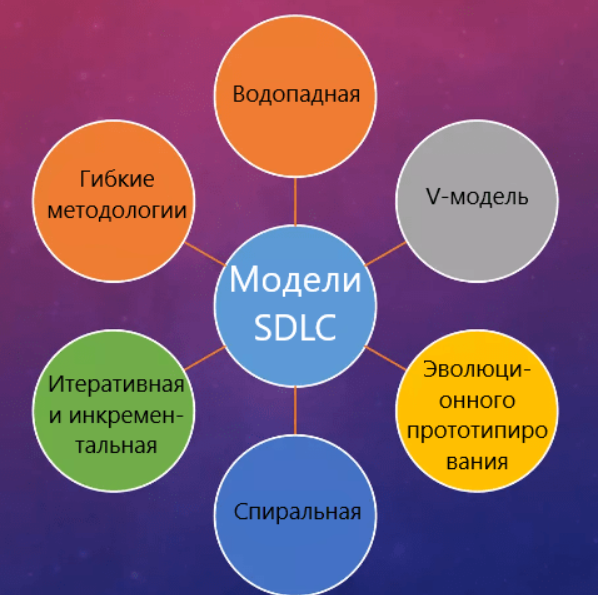 Водопадная
Гибкие
методологии
V-модель
Модели
SDLC
Итеративная
и инкремен-
тальная
Эволюци-
онного
прототипиро
вания
Спиральная